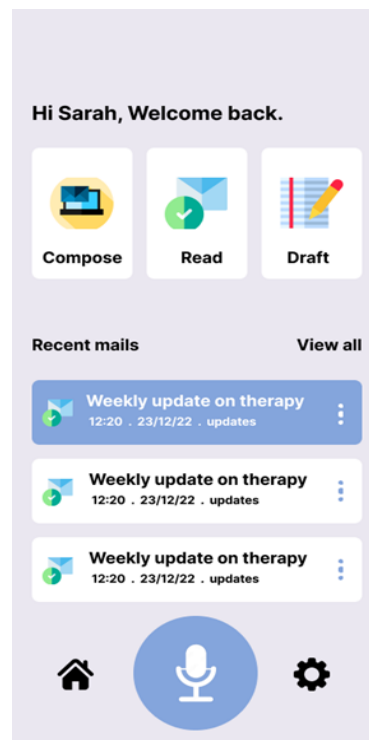 Hi Sarah, Welcome back.
Compose Read Draft
Recent mails View all
Weekly update on therapy
12:20 . 23/12/22 . updates
Weekly update on therapy
12:20 . 23/12/22 . updates
Weekly update on therapy
12:20 . 23/12/22 . updates